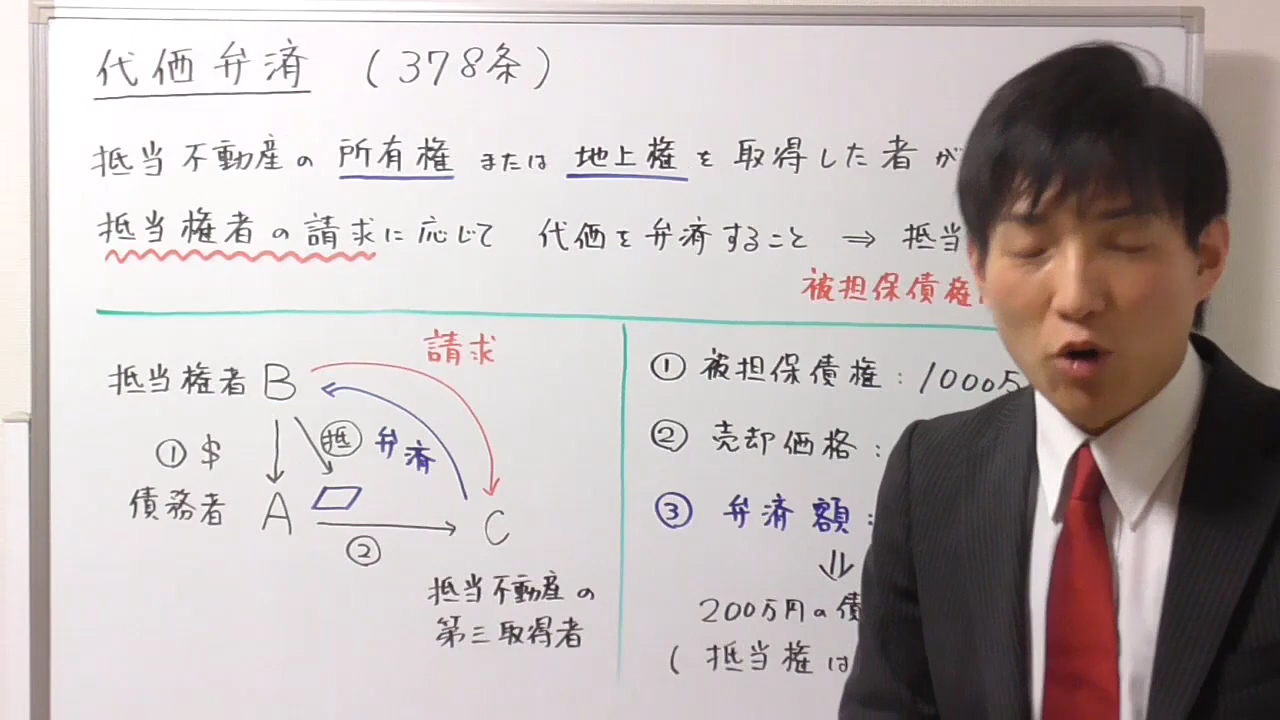 代価弁済 (378条)
抵当不動産の所有権または地上権を取得した者が
抵当権者の請求に応じて 代価を弁済すること ⇒ 抵当
被担保債権
請求
抵当権者 B
抵
弁済
① $
債務者 A
C
②
抵当不動産の
第三取得者
① 被担保債権: 1000万
② 売却価格:
③ 弁済額:
⇓
200万円の債
( 抵当権は